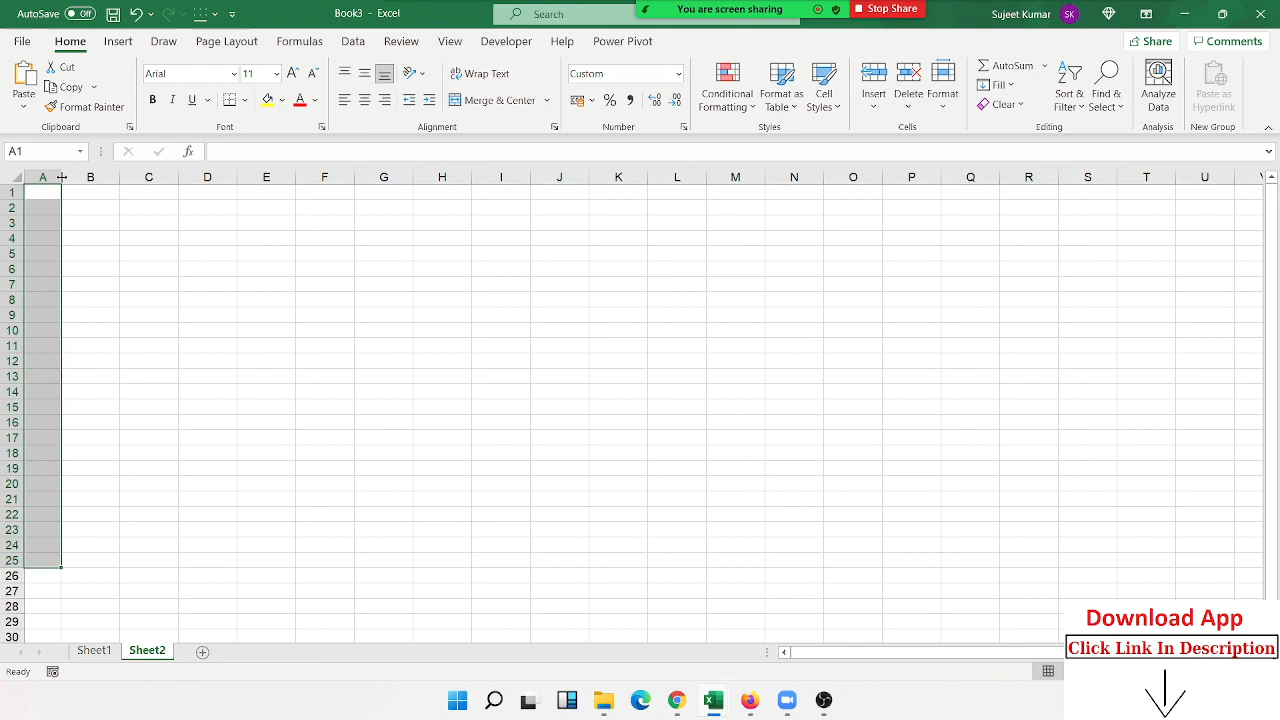 AutoSave Off Book3 - Excel Search You are screen sharing Stop Share Sujeet Kumar SK
File Home Insert Draw Page Layout Formulas Data Review View Developer Help Power Pivot Share Comments
Paste Cut Copy Format Painter Clipboard
Arial 11 B I U A Font
ab Wrap Text Merge & Center Alignment
Custom % Number
Conditional Formatting Format as Table Cell Styles Styles
Insert Delete Format Cells
AutoSum Fill Clear Sort & Filter Find & Select Editing
Analyze Data Analysis
Paste as Hyperlink New Group
A1 fx
A B C D E F G H I J K L M N O P Q R S T U
1
2
3
4
5
6
7
8
9
10
11
12
13
14
15
16
17
18
19
20
21
22
23
24
25
26
27
28
29
30
Sheet1 Sheet2
Ready
Download App
Click Link In Description